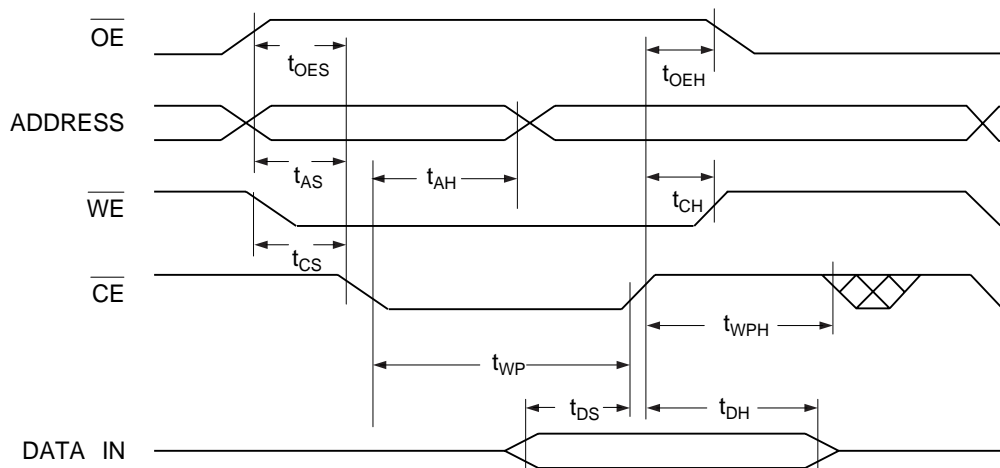 OE
tOES
tOEH
ADDRESS
tAS
tAH
WE
tCH
tCS
CE
tWPH
tWP
tDS
tDH
DATA IN